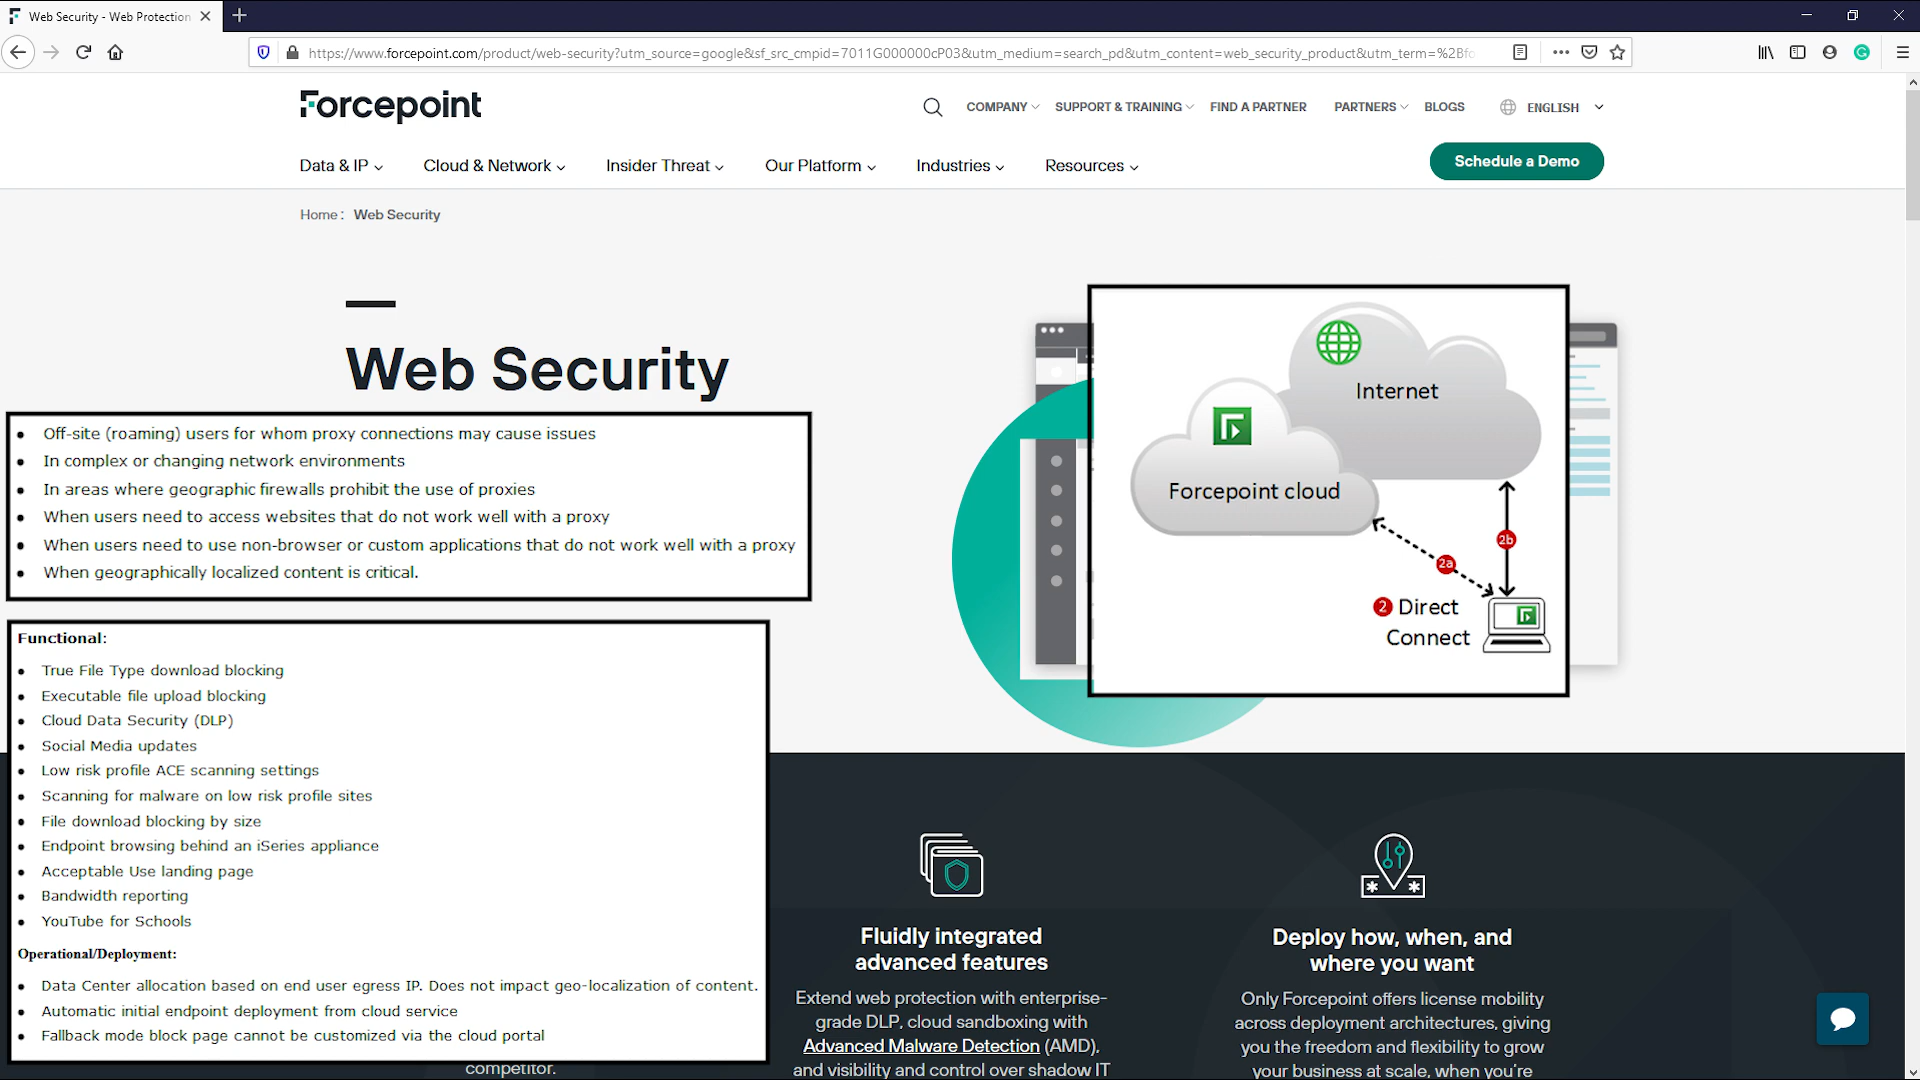 Web Security - Web Protection
https://www.forcepoint.com/product/web-security?utm_source=google&sf_src_cmpid=7011G000000cP03&utm_medium=search_pd&utm_content=web_security_product&utm_term=%2Bfo
Forcepoint
COMPANY
SUPPORT & TRAINING
FIND A PARTNER
PARTNERS
BLOGS
ENGLISH
Data & IP
Cloud & Network
Insider Threat
Our Platform
Industries
Resources
Schedule a Demo
Home : Web Security
Web Security
• Off-site (roaming) users for whom proxy connections may cause issues
• In complex or changing network environments
• In areas where geographic firewalls prohibit the use of proxies
• When users need to access websites that do not work well with a proxy
• When users need to use non-browser or custom applications that do not work well with a proxy
• When geographically localized content is critical.
Internet
Forcepoint cloud
2b
2a
2 Direct
Connect
Functional:
• True File Type download blocking
• Executable file upload blocking
• Cloud Data Security (DLP)
• Social Media updates
• Low risk profile ACE scanning settings
• Scanning for malware on low risk profile sites
• File download blocking by size
• Endpoint browsing behind an iSeries appliance
• Acceptable Use landing page
• Bandwidth reporting
• YouTube for Schools
Operational/Deployment:
• Data Center allocation based on end user egress IP. Does not impact geo-localization of content.
• Automatic initial endpoint deployment from cloud service
• Fallback mode block page cannot be customized via the cloud portal
competitor.
Fluidly integrated
advanced features
Extend web protection with enterprise-
grade DLP, cloud sandboxing with
Advanced Malware Detection (AMD),
and visibility and control over shadow IT
Deploy how, when, and
where you want
Only Forcepoint offers license mobility
across deployment architectures, giving
you the freedom and flexibility to grow
your business at scale, when you're